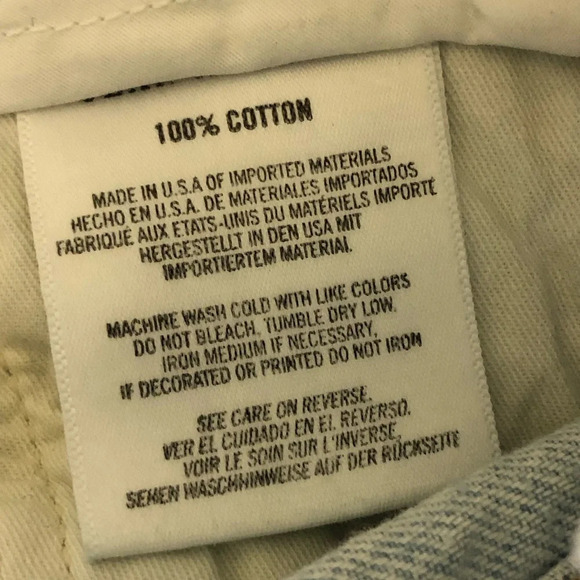 100% COTTON
MADE IN U.S.A OF IMPORTED MATERIALS
HECHO EN U.S.A. DE MATERIALES IMPORTADOS
FABRIQUÉ AUX ETATS-UNIS DU MATÉRIELS IMPORTÉ
HERGESTELLT IN DEN USA MIT
IMPORTIERTEM MATERIAL.
MACHINE WASH COLD WITH LIKE COLORS
DO NOT BLEACH. TUMBLE DRY LOW.
IRON MEDIUM IF NECESSARY,
IF DECORATED OR PRINTED DO NOT IRON
SEE CARE ON REVERSE.
VER EL CUIDADO EN EL REVERSO.
VOIR LE SOIN SUR L'INVERSE,
SEHEN WASCHHINWEISE AUF DER RÜCKSEITE